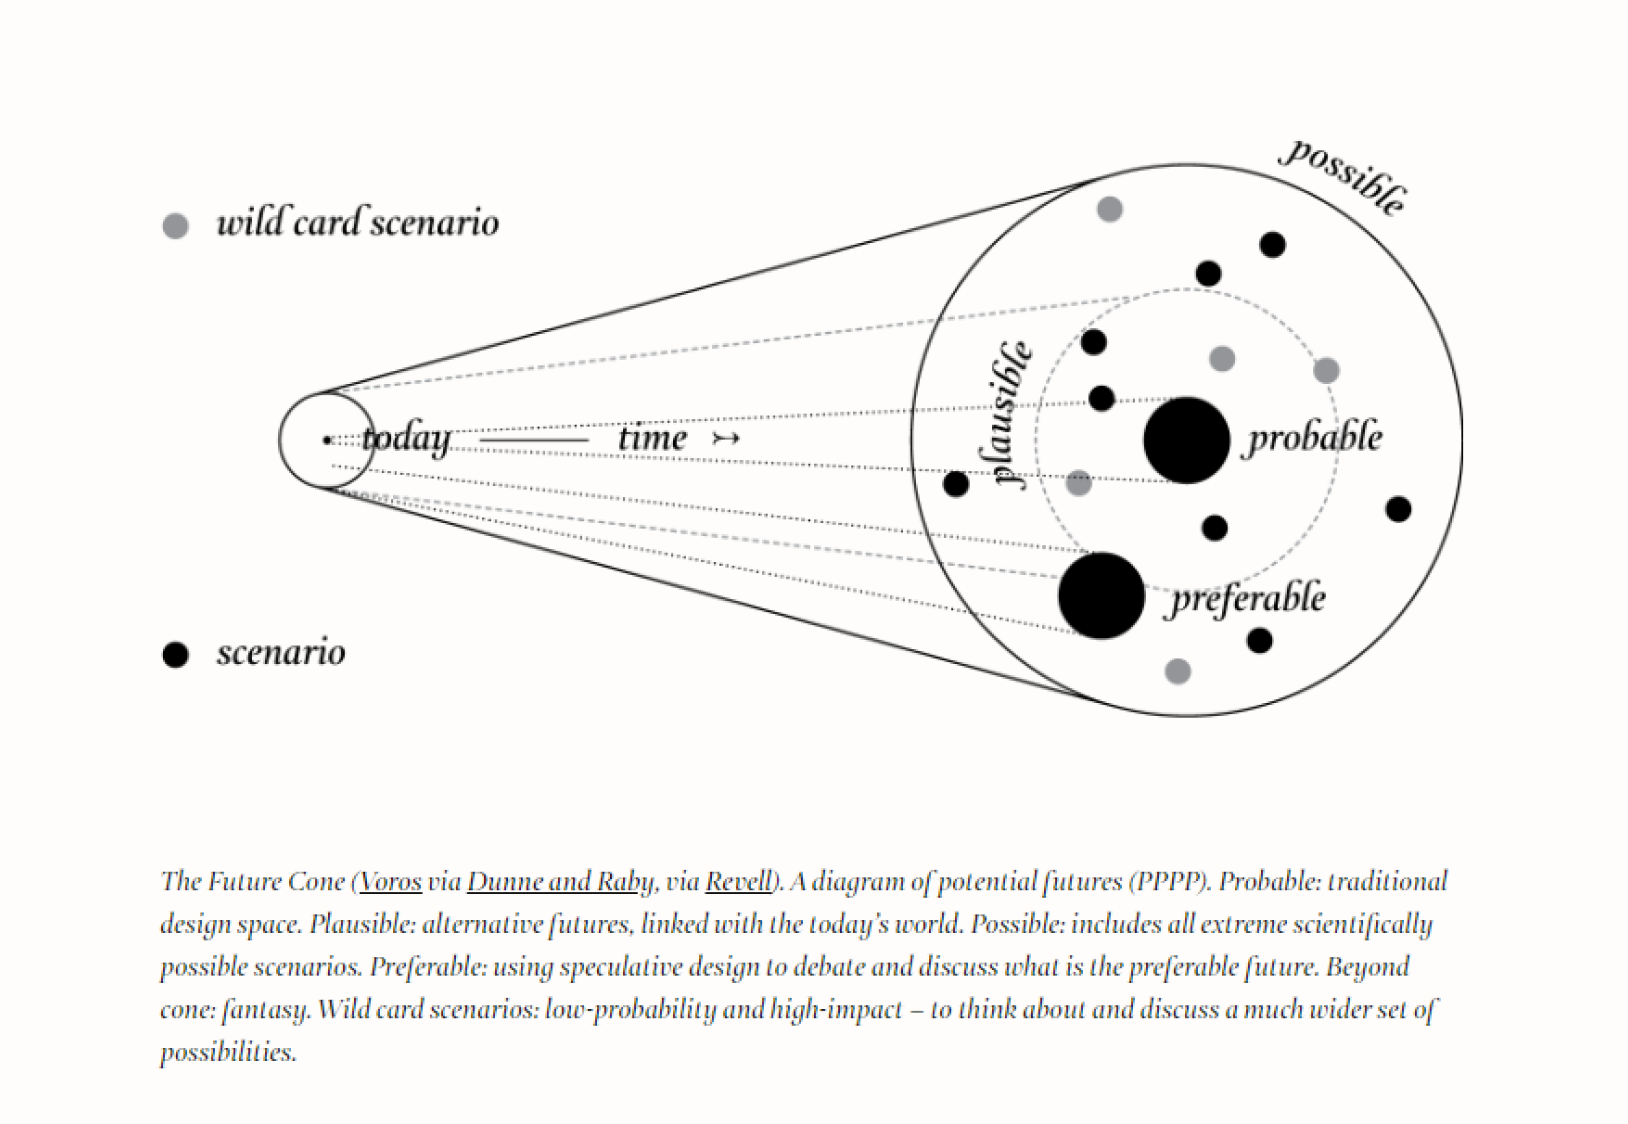 possible
wild card scenario
plausible
today
time
probable
preferable
scenario
The Future Cone (Voros via Dunne and Raby, via Revell). A diagram of potential futures (PPPP). Probable: traditional
design space. Plausible: alternative futures, linked with the today's world. Possible: includes all extreme scientifically
possible scenarios. Preferable: using speculative design to debate and discuss what is the preferable future. Beyond
cone: fantasy. Wild card scenarios: low-probability and high-impact – to think about and discuss a much wider set of
possibilities.